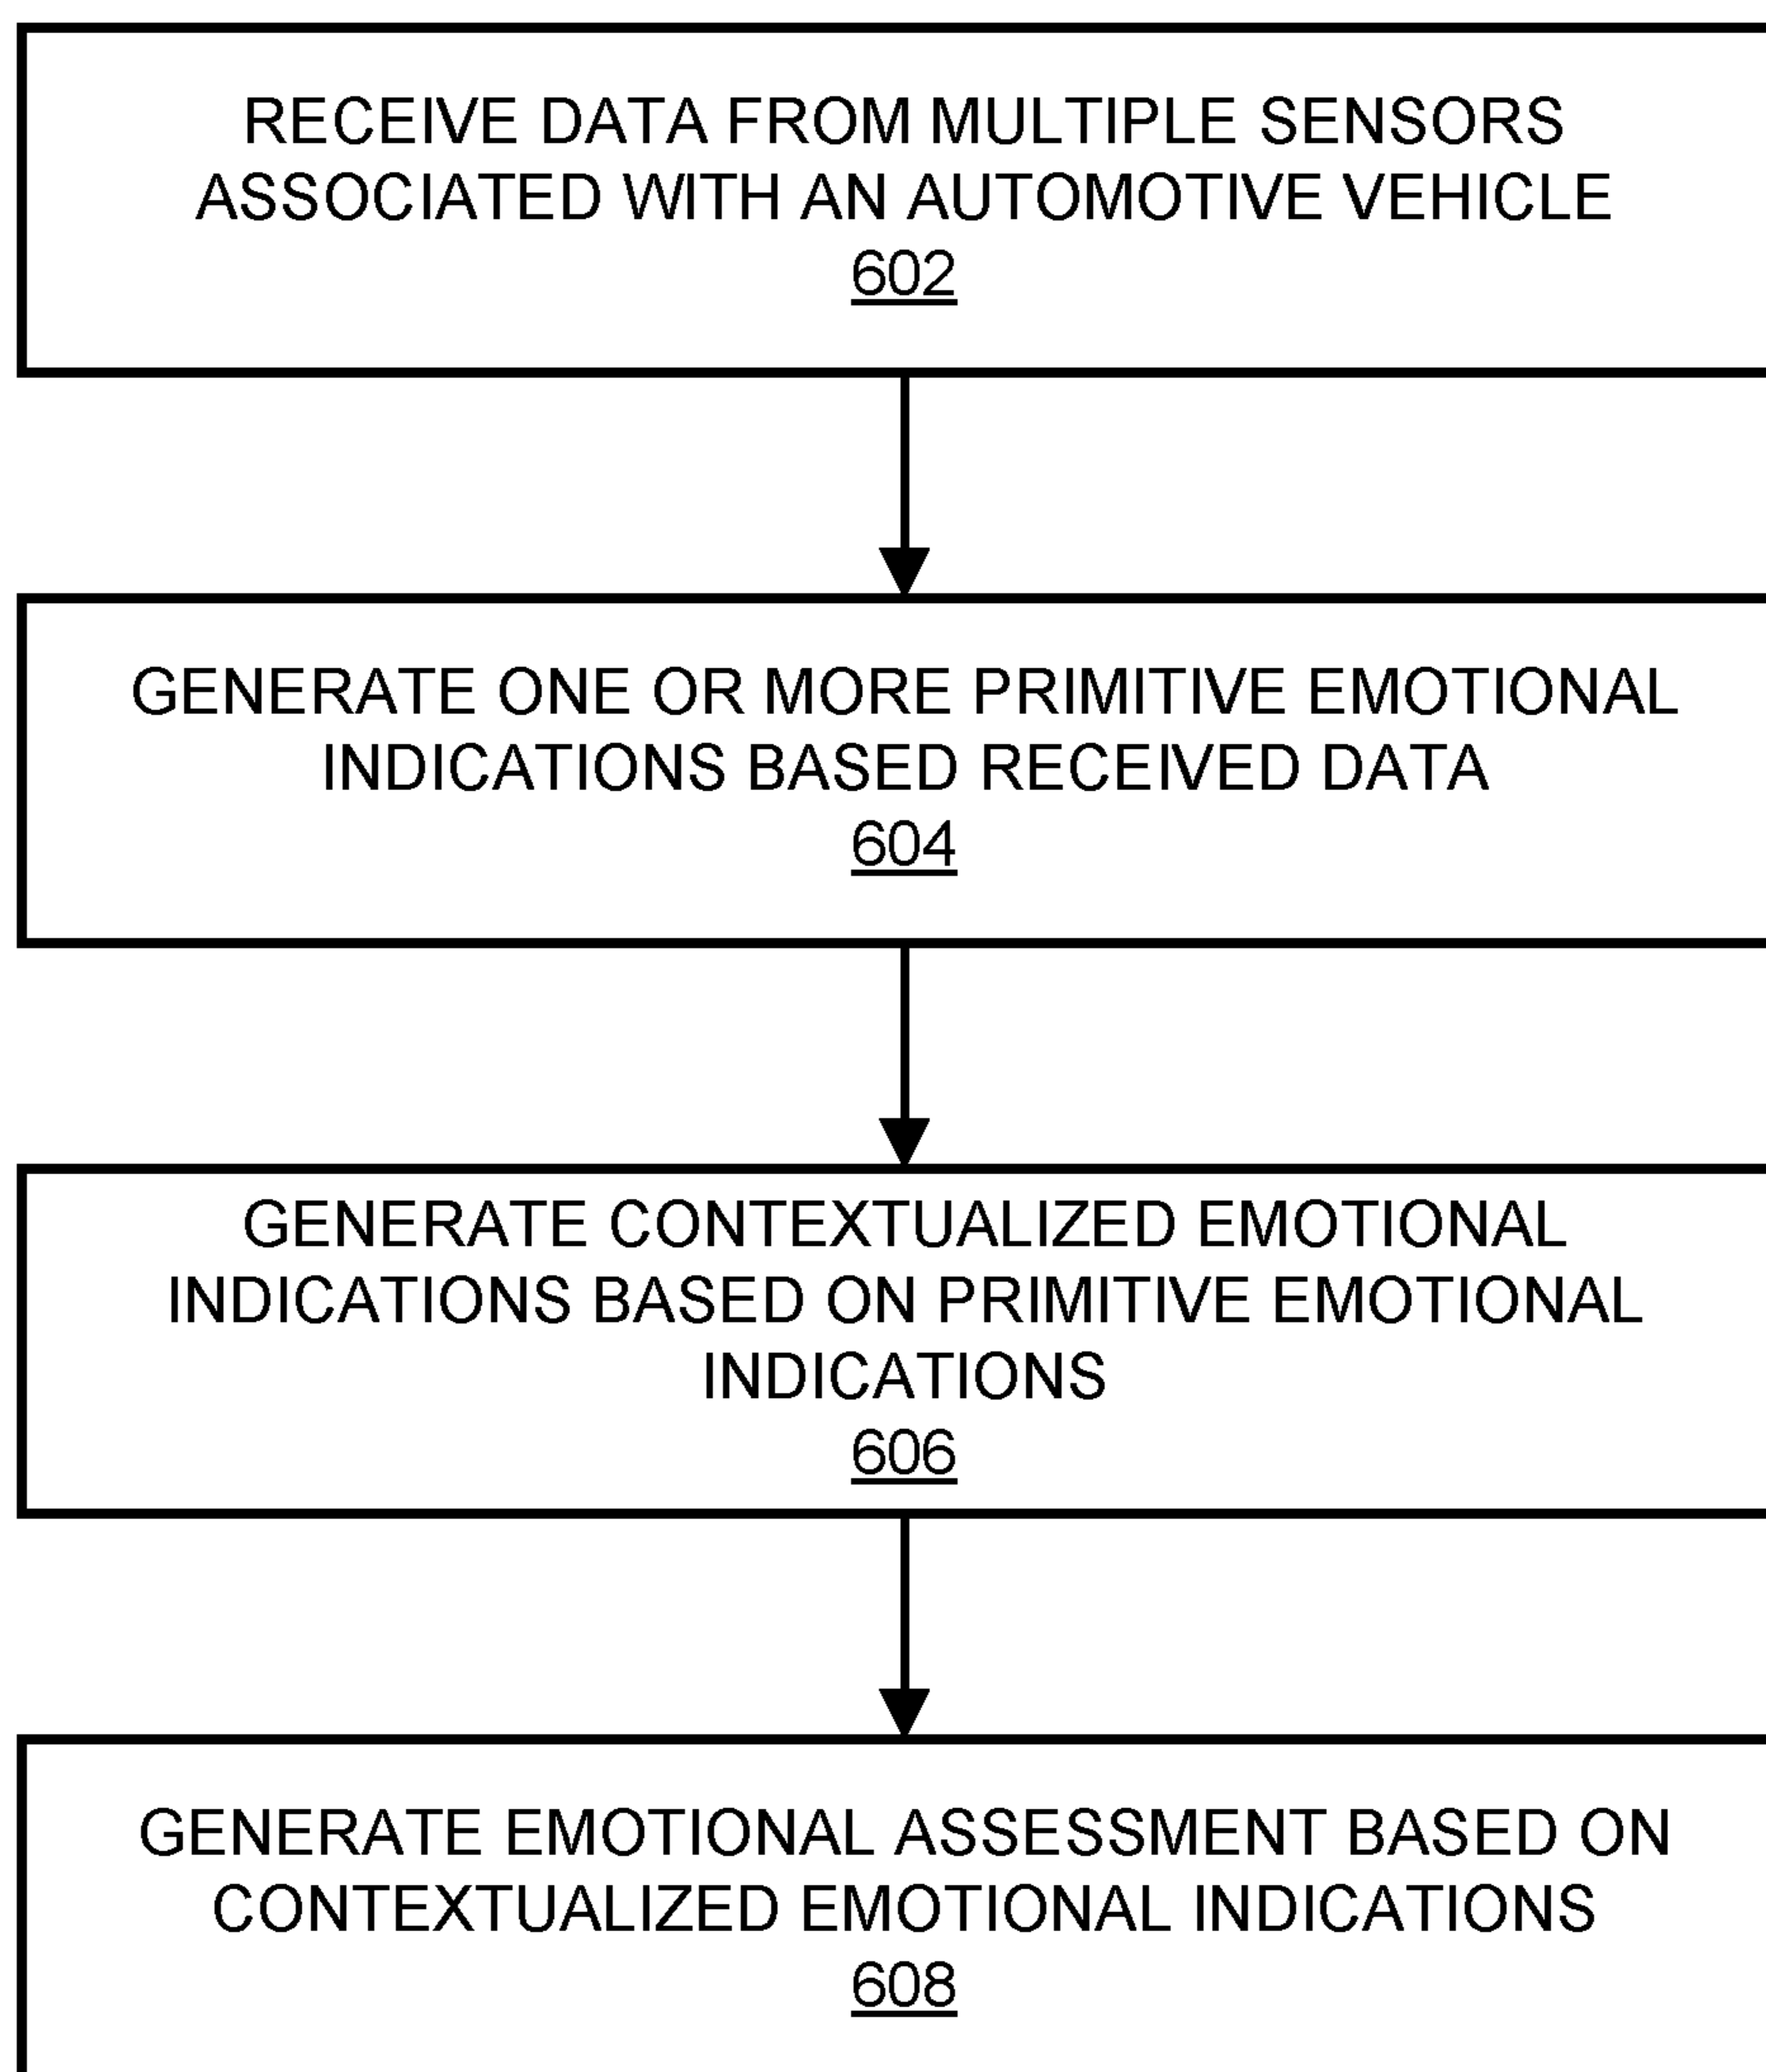 RECEIVE DATA FROM MULTIPLE SENSORS
ASSOCIATED WITH AN AUTOMOTIVE VEHICLE
602
GENERATE ONE OR MORE PRIMITIVE EMOTIONAL
INDICATIONS BASED RECEIVED DATA
604
GENERATE CONTEXTUALIZED EMOTIONAL
INDICATIONS BASED ON PRIMITIVE EMOTIONAL
INDICATIONS
606
GENERATE EMOTIONAL ASSESSMENT BASED ON
CONTEXTUALIZED EMOTIONAL INDICATIONS
608